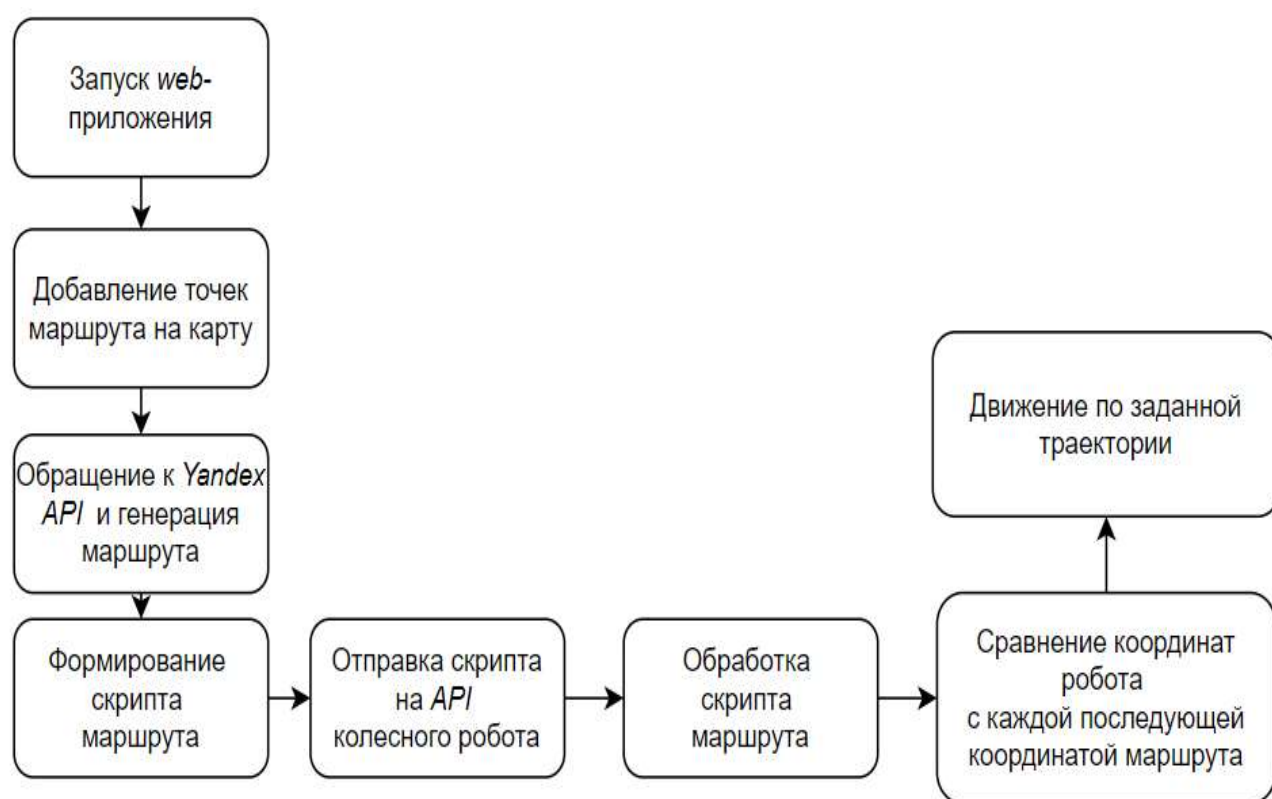 Запуск web-
приложения
Добавление точек
маршрута на карту
Обращение к Yandex
API и генерация
маршрута
Формирование
скрипта
маршрута
Отправка скрипта
на API
колесного робота
Обработка
скрипта
маршрута
Сравнение координат
робота
с каждой последующей
координатой маршрута
Движение по заданной
траектории